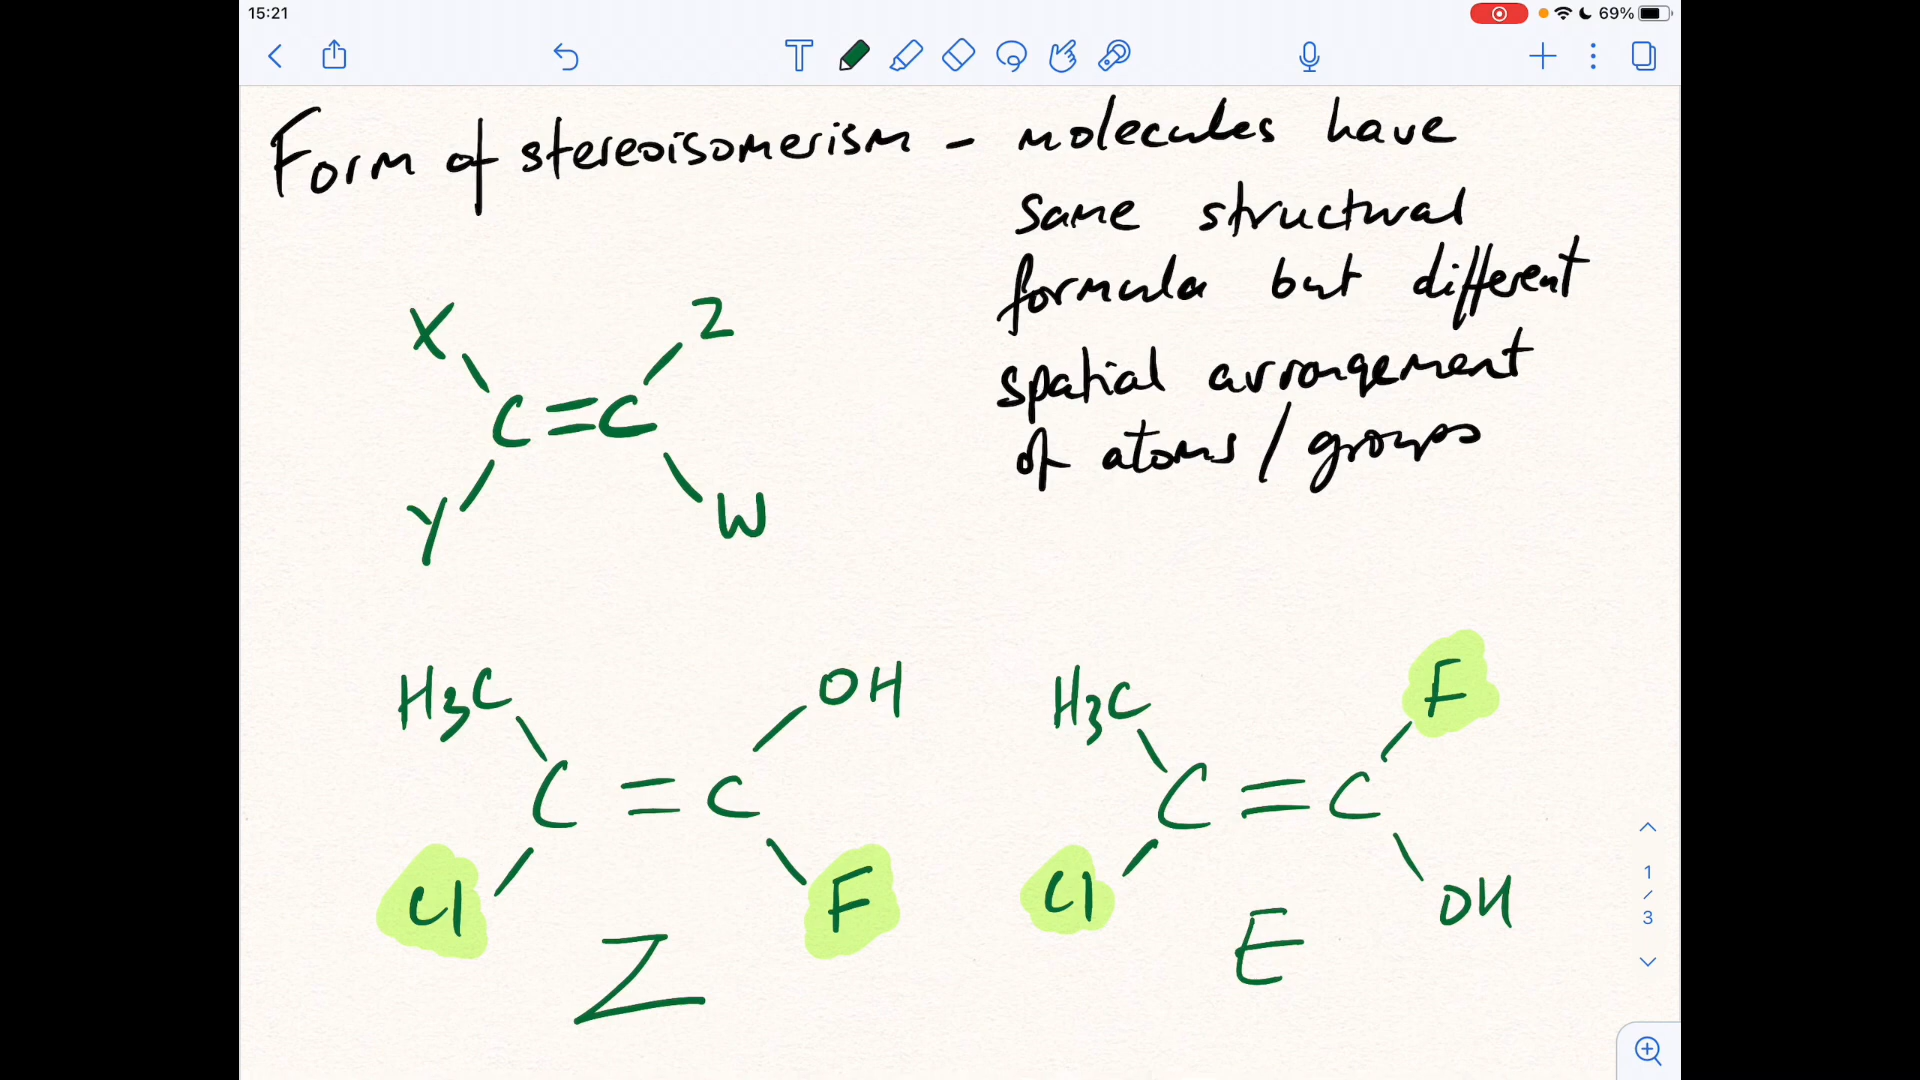 15:21
69%
T
Form of stereoisomerism - molecules have
same structural
formula but different
spatial arrangement
of atoms / groups
X Z
C=C
Y W
H3C OH
C = C
Cl F
Z
H3C F
C = C
Cl OH
E
1
/
3